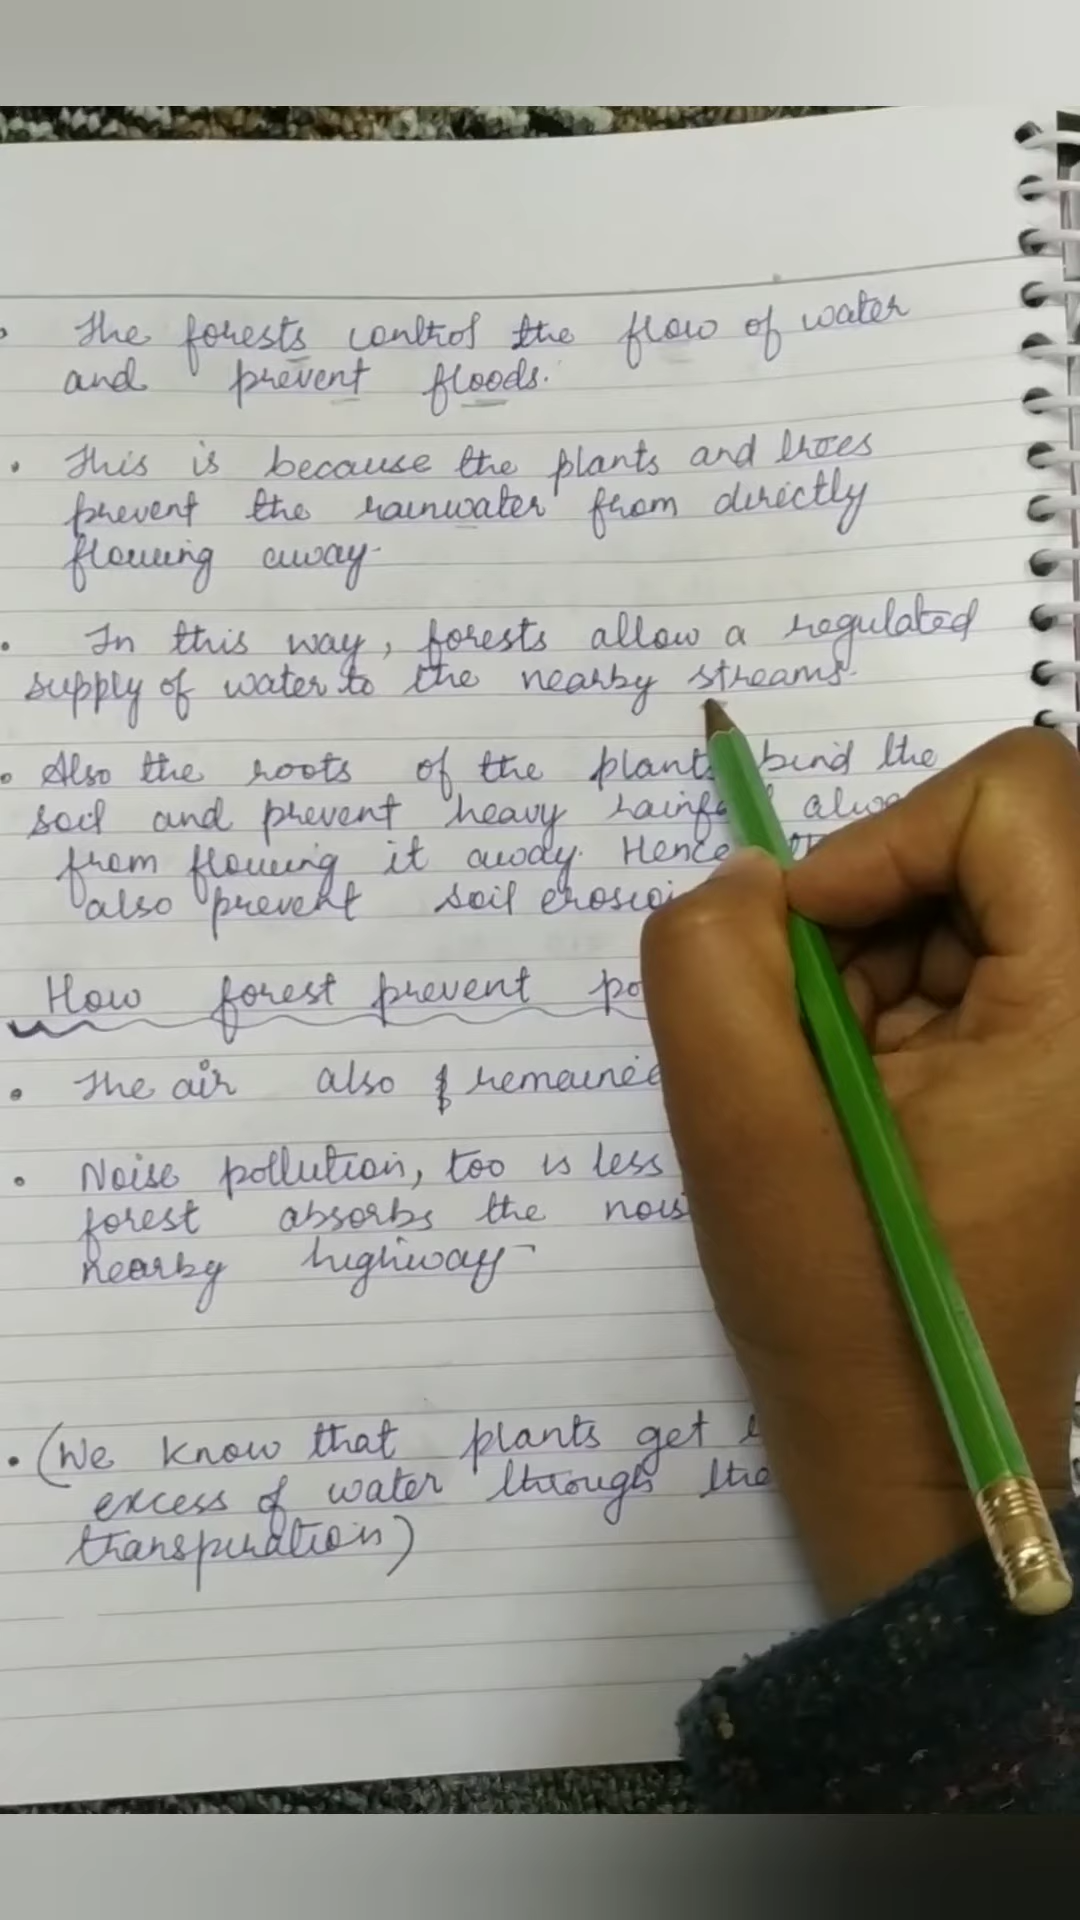 The forests control the flow of water
and prevent floods.
This is because the plants and trees
prevent the rainwater from directly
flowing away.
In this way, forests allow a regulated
supply of water to the nearby streams.
Also the roots of the plants bind the
soil and prevent heavy
from flowing it away. Hence
also prevent soil
How forest prevent
The air also
Noise pollution, too is less
forest absorbs the
nearby highway
(We know that plants get
excess of water through the
transpiration)